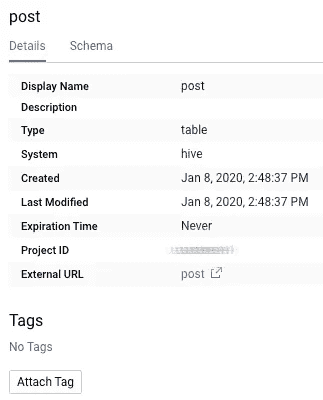 post
Details Schema
Display Name post
Description
Type table
System hive
Created Jan 8, 2020, 2:48:37 PM
Last Modified Jan 8, 2020, 2:48:37 PM
Expiration Time Never
Project ID
External URL post
Tags
No Tags
Attach Tag